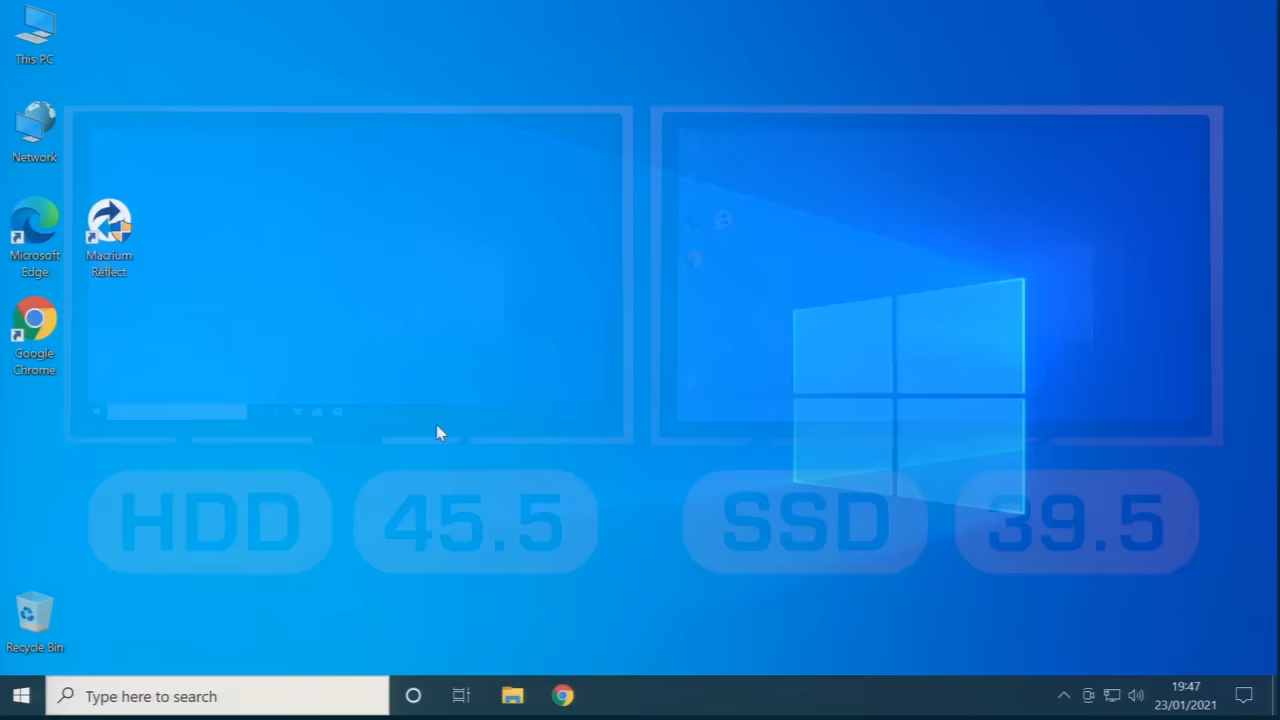 This PC
Network
Microsoft
Edge
Macrium
Reflect
Google
Chrome
HDD
45.5
SSD
39.5
Recycle Bin
Type here to search
19:47
23/01/2021